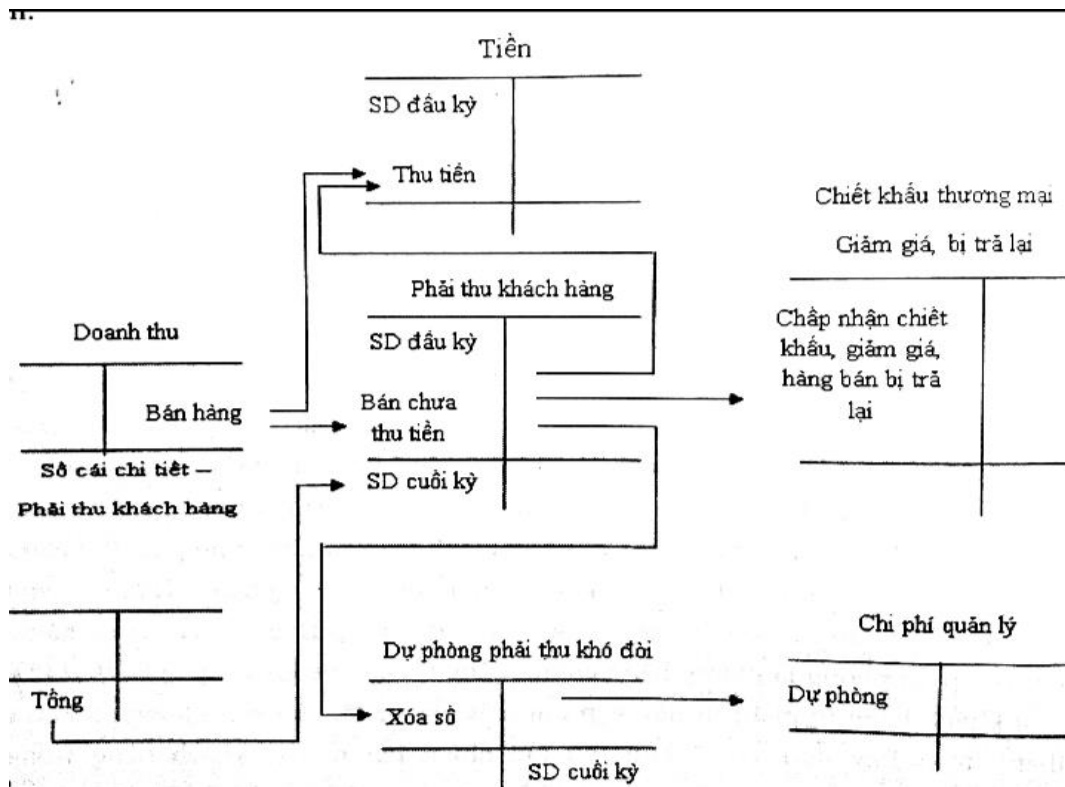 Tiền
SD đầu kỳ
Thu tiền
Chiết khấu thương mại
Giảm giá, bị trả lại
Phải thu khách hàng
Doanh thu
SD đầu kỳ
Chấp nhận chiết
khấu, giảm giá,
hàng bán bị trả
lại
Bán hàng
Bán chưa
thu tiền
Sổ cái chi tiết –
Phải thu khách hàng
SD cuối kỳ
Chi phí quản lý
Dự phòng phải thu khó đòi
Tổng
Xóa sổ
Dự phòng
SD cuối kỳ